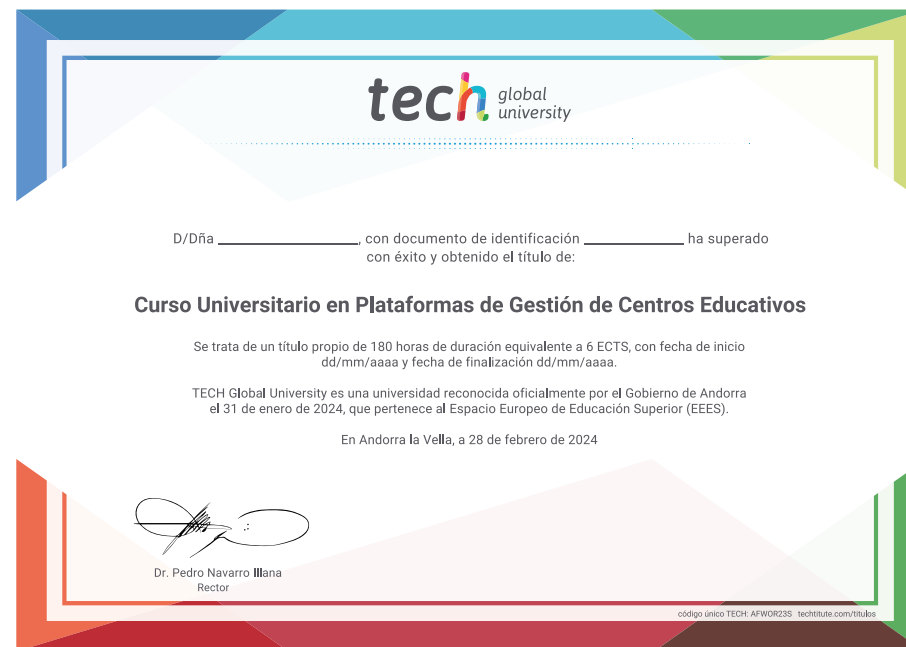 tech global university
D/Dña ______________, con documento de identificación __________ ha superado
con éxito y obtenido el título de:
Curso Universitario en Plataformas de Gestión de Centros Educativos
Se trata de un título propio de 180 horas de duración equivalente a 6 ECTS, con fecha de inicio
dd/mm/aaaa y fecha de finalización dd/mm/aaaa.
TECH Global University es una universidad reconocida oficialmente por el Gobierno de Andorra
el 31 de enero de 2024, que pertenece al Espacio Europeo de Educación Superior (EEES).
En Andorra la Vella, a 28 de febrero de 2024
Dr. Pedro Navarro Illana
Rector
código único TECH: AFWOR23S techtitute.com/titulos